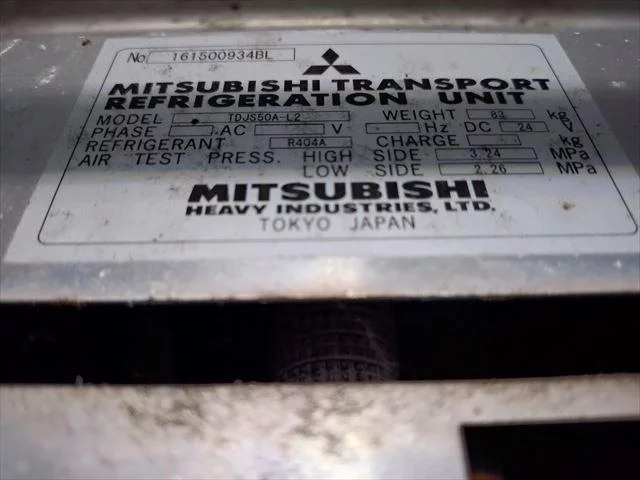 No 161500934BL
MITSUBISHI TRANSPORT
REFRIGERATION UNIT
MODEL TDJS50A-L2 WEIGHT 83 kg
PHASE AC V Hz DC 24 V
REFRIGERANT R404A CHARGE kg
AIR TEST PRESS. HIGH SIDE 3.24 MPa
LOW SIDE 2.26 MPa
MITSUBISHI
HEAVY INDUSTRIES, LTD.
TOKYO JAPAN